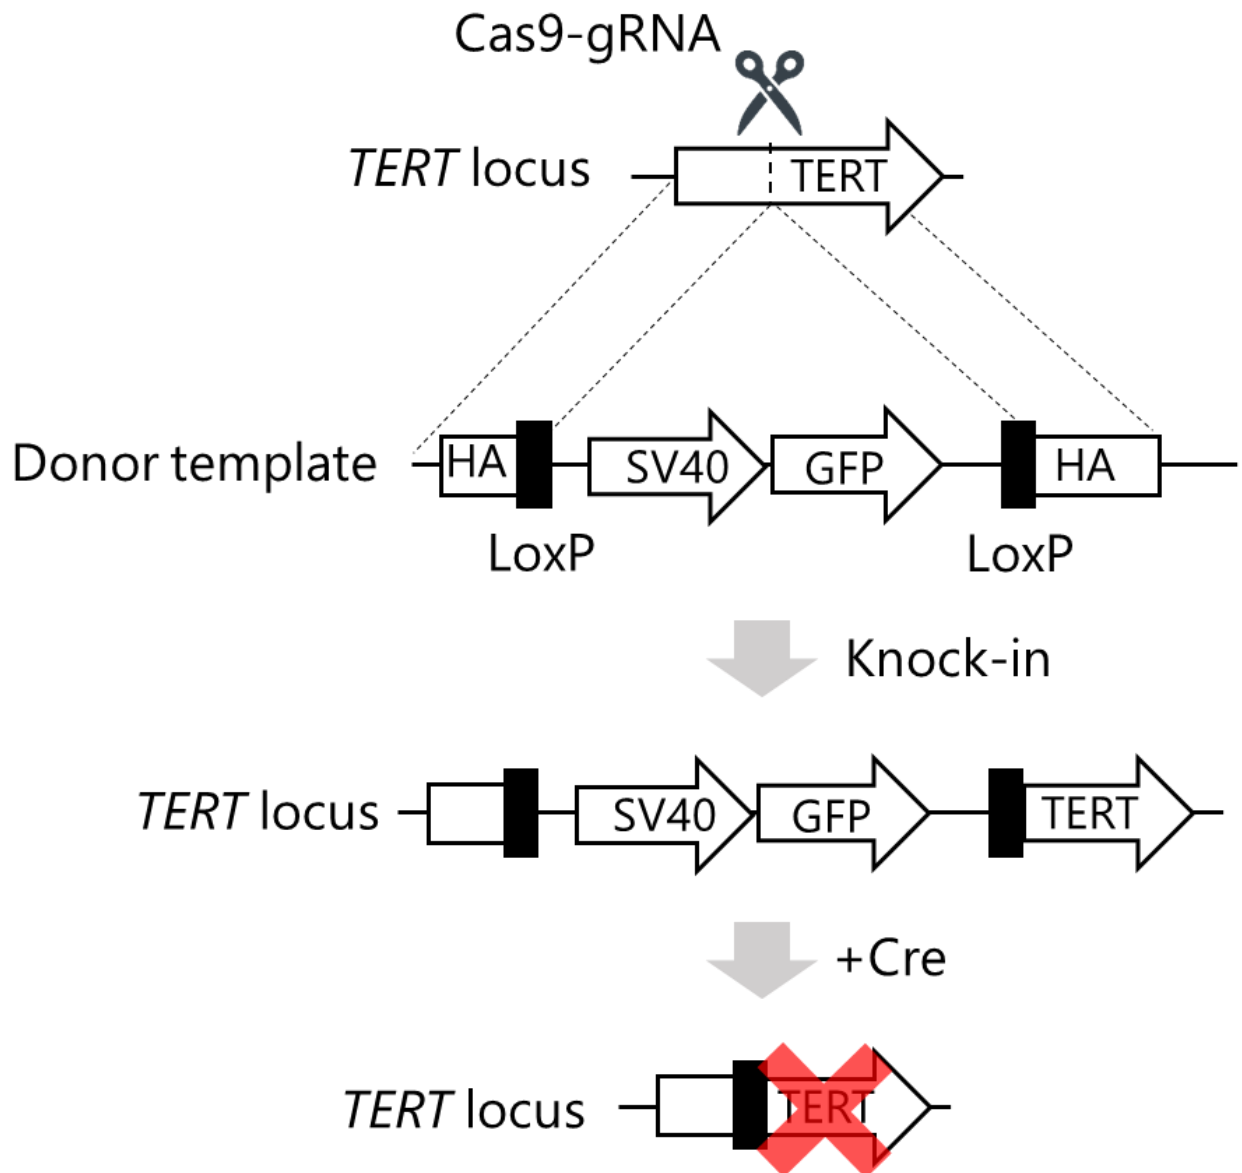 Cas9-gRNA
TERT locus
TERT
Donor template
HA
SV40
GFP
HA
LoxP
LoxP
Knock-in
TERT locus
SV40
GFP
TERT
+Cre
TERT locus
TERT